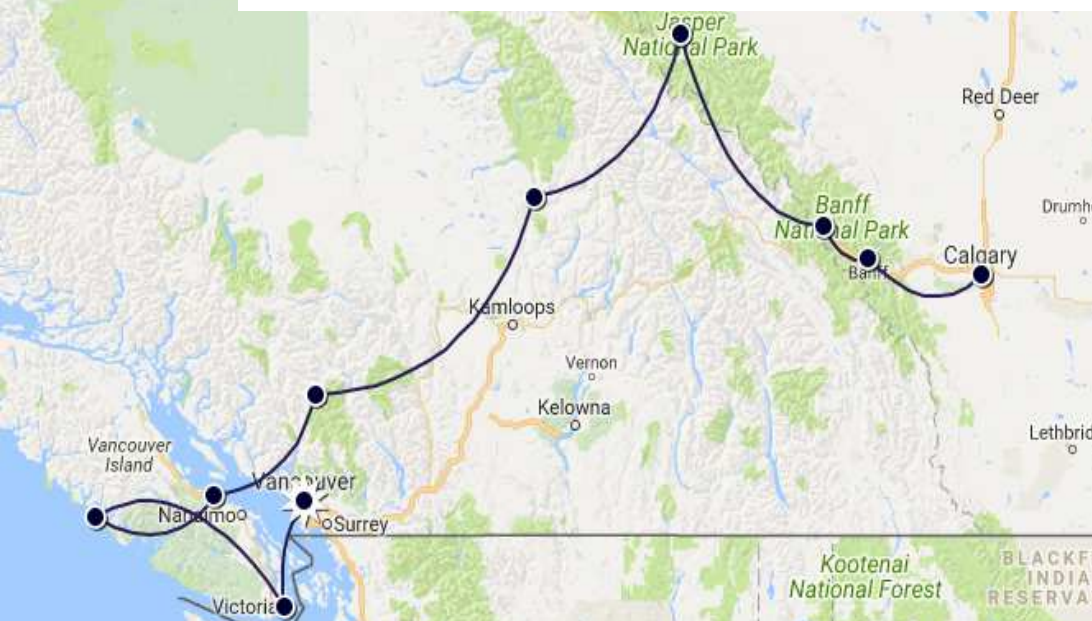 Jasper
National Park
Red Deer
Drumh
Banff
National Park
Calgary
Banff
Kamloops
Vernon
Kelowna
Lethbrid
Vancouver
Island
Vancouver
Nanaimo
Surrey
Kootenai
National Forest
BLACKF
INDIA
RESERVA
Victoria